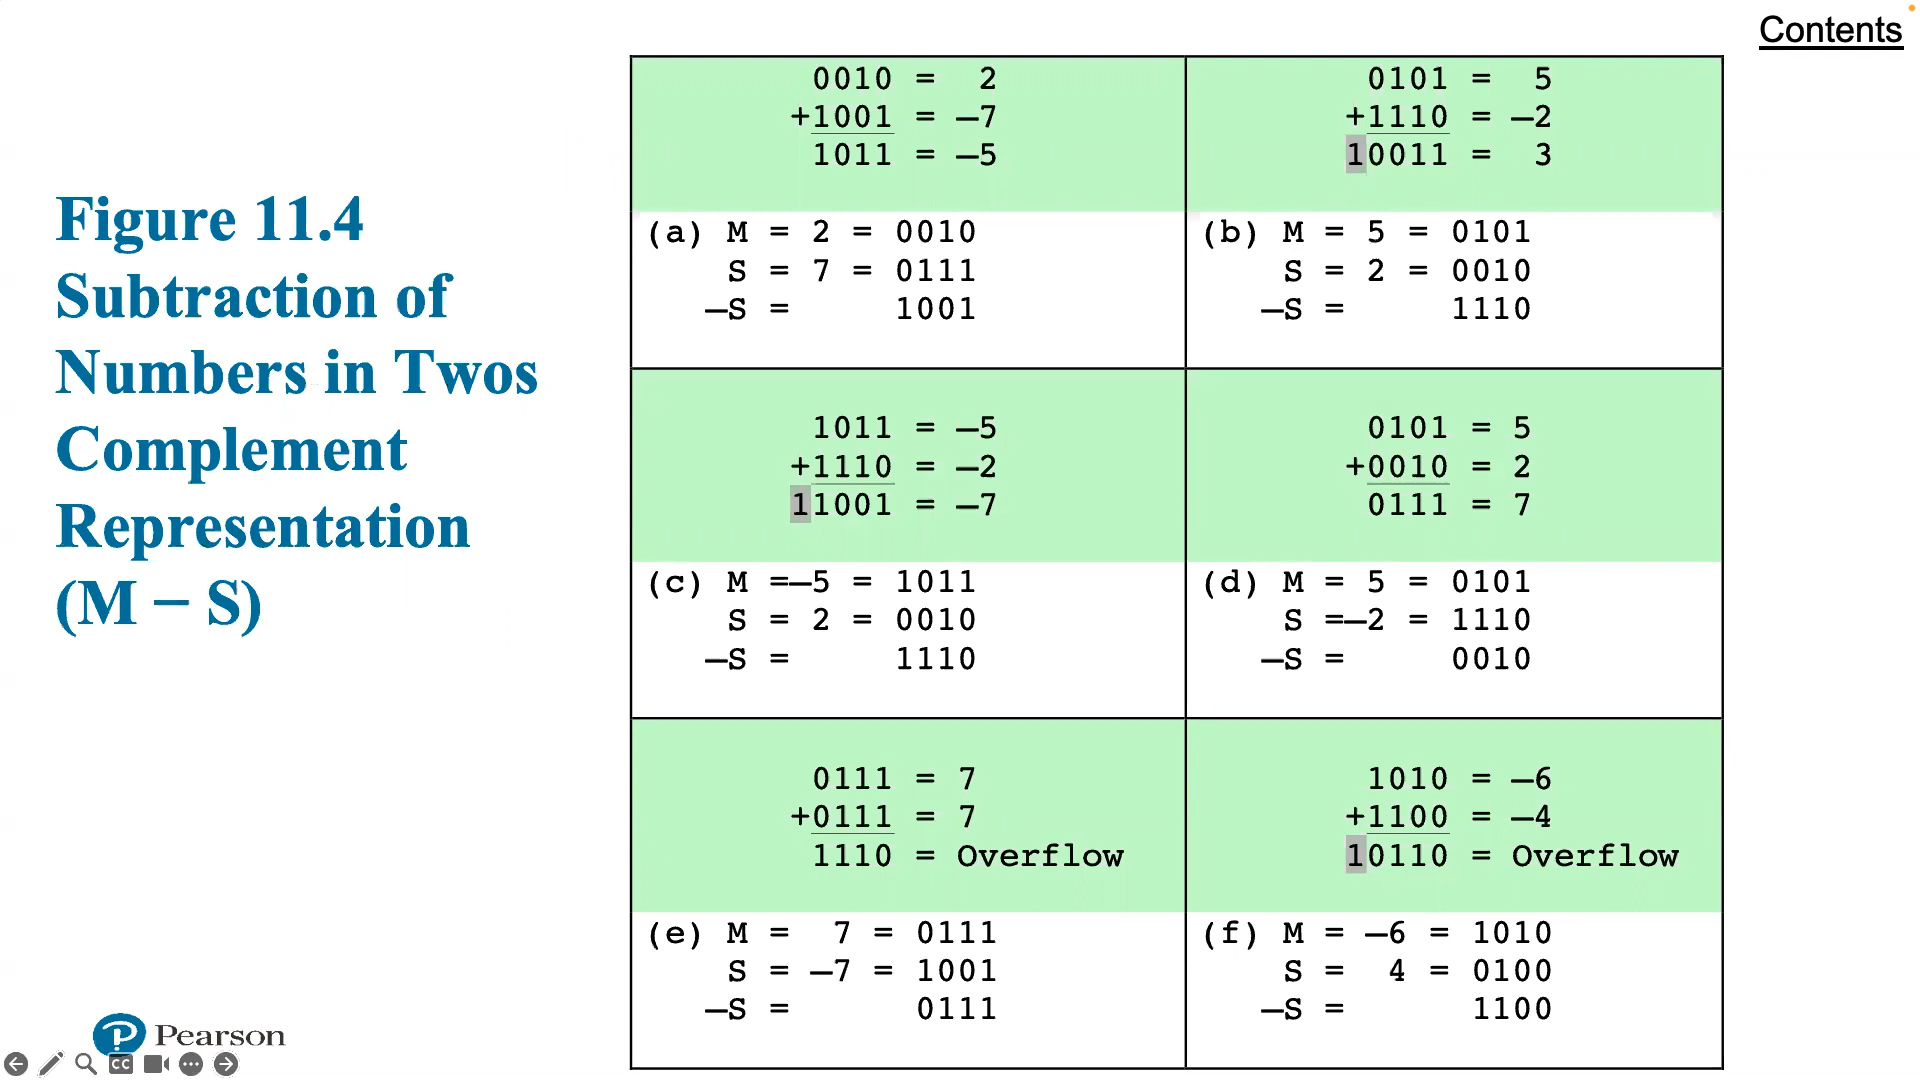 Contents
Figure 11.4
Subtraction of
Numbers in Twos
Complement
Representation
(M – S)
0010 = 2
+1001 = –7
1011 = –5
(a) M = 2 = 0010
S = 7 = 0111
–S = 1001
0101 = 5
+1110 = –2
10011 = 3
(b) M = 5 = 0101
S = 2 = 0010
–S = 1110
1011 = –5
+1110 = –2
11001 = –7
(c) M =–5 = 1011
S = 2 = 0010
–S = 1110
0101 = 5
+0010 = 2
0111 = 7
(d) M = 5 = 0101
S =–2 = 1110
–S = 0010
0111 = 7
+0111 = 7
1110 = Overflow
(e) M = 7 = 0111
S = –7 = 1001
–S = 0111
1010 = –6
+1100 = –4
10110 = Overflow
(f) M = –6 = 1010
S = 4 = 0100
–S = 1100
P Pearson
CC